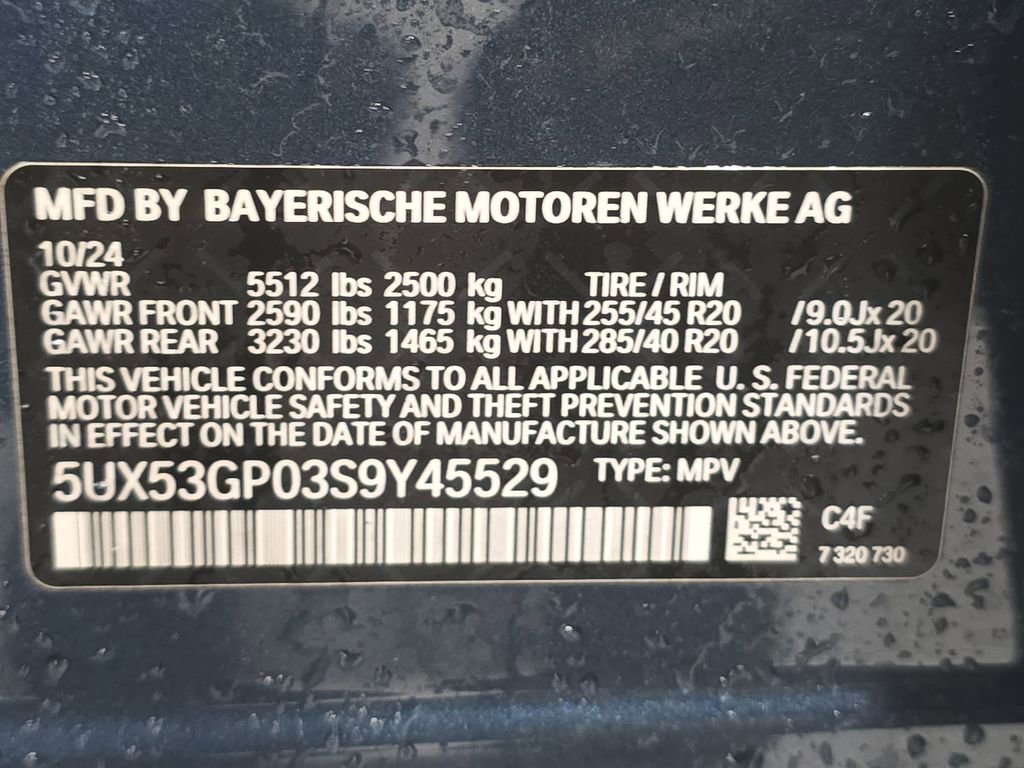 MFD BY BAYERISCHE MOTOREN WERKE AG
10/24
GVWR 5512 lbs 2500 kg TIRE / RIM
GAWR FRONT 2590 lbs 1175 kg WITH 255/45 R20 /9.0Jx20
GAWR REAR 3230 lbs 1465 kg WITH 285/40 R20 /10.5Jx20
THIS VEHICLE CONFORMS TO ALL APPLICABLE U. S. FEDERAL
MOTOR VEHICLE SAFETY AND THEFT PREVENTION STANDARDS
IN EFFECT ON THE DATE OF MANUFACTURE SHOWN ABOVE.
5UX53GP03S9Y45529 TYPE: MPV
C4F
7 320 730